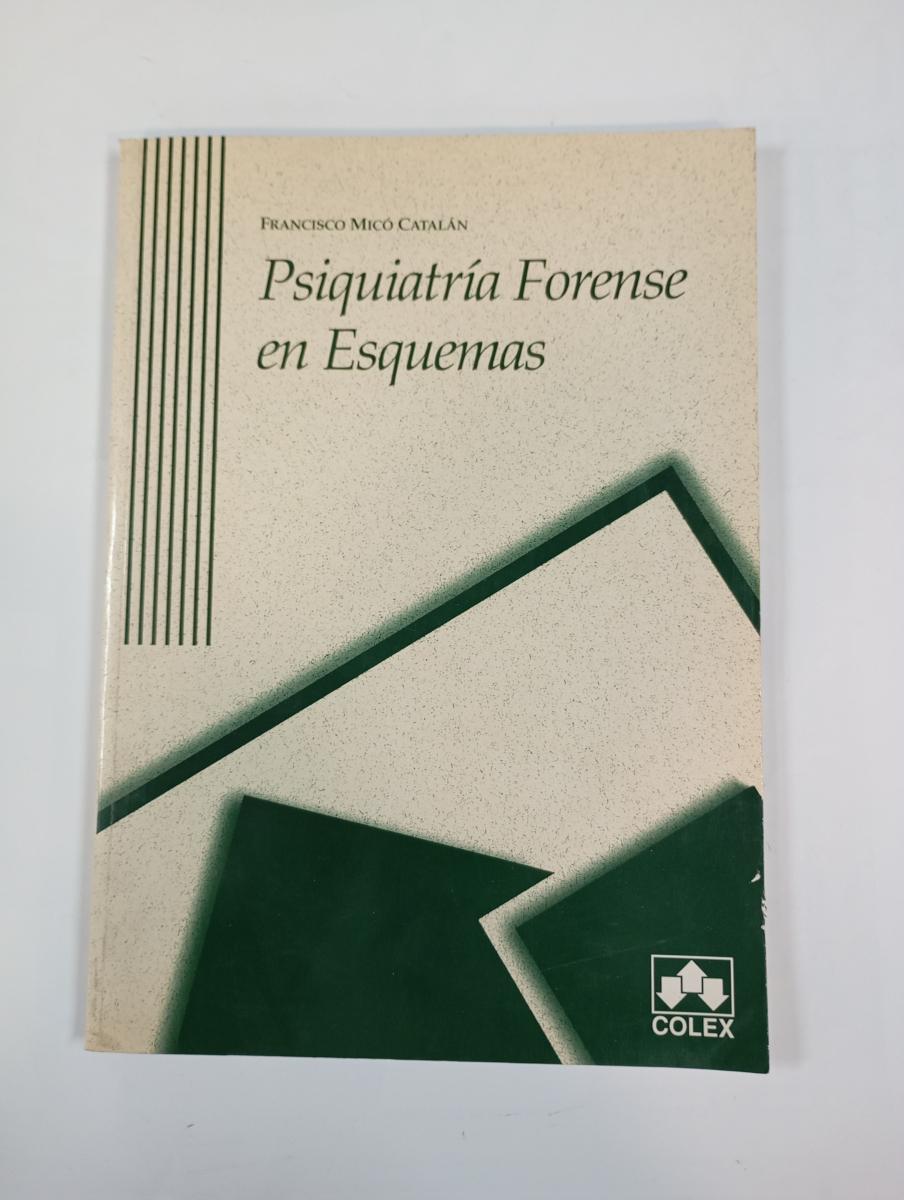 Francisco Micó Catalán
Psiquiatría Forense
en Esquemas
COLEX